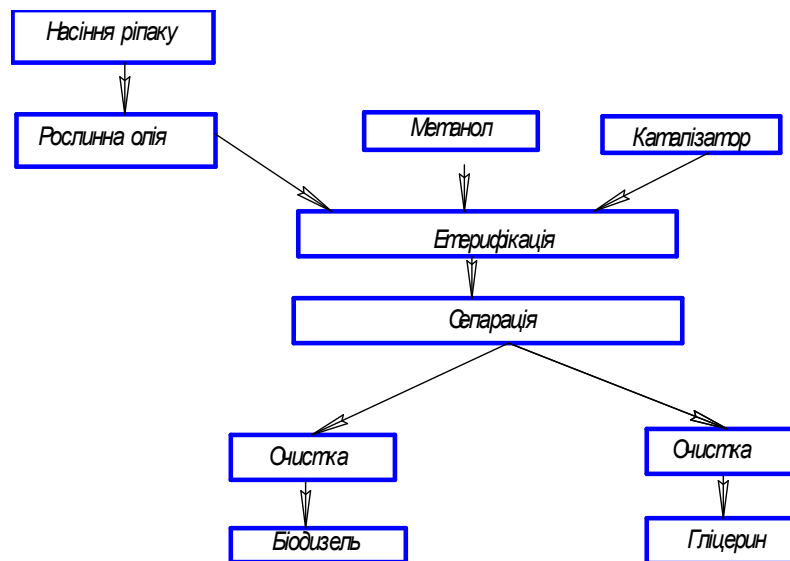 Насіння ріпаку
Рослинна олія
Метанол
Каталізатор
Етерифікація
Сепарація
Очистка
Очистка
Біодизель
Гліцерин